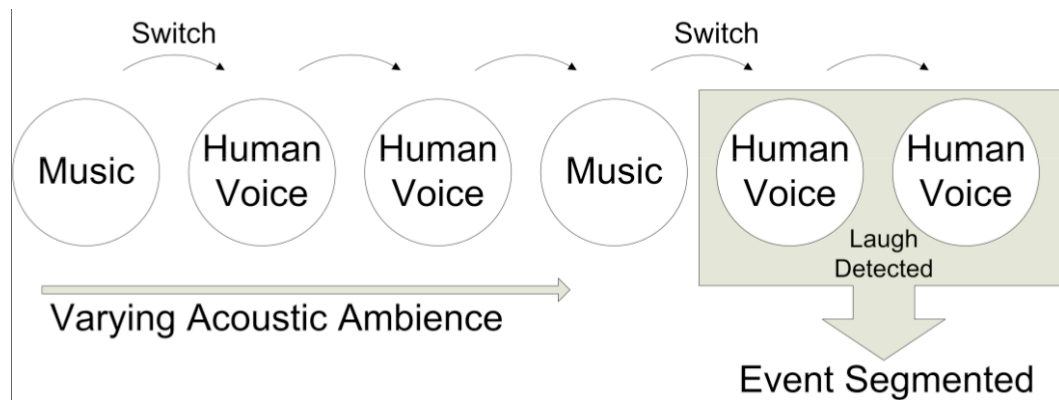 Switch
Switch
Music
Human
Voice
Human
Voice
Music
Human
Voice
Human
Voice
Laugh
Detected
Varying Acoustic Ambience
Event Segmented